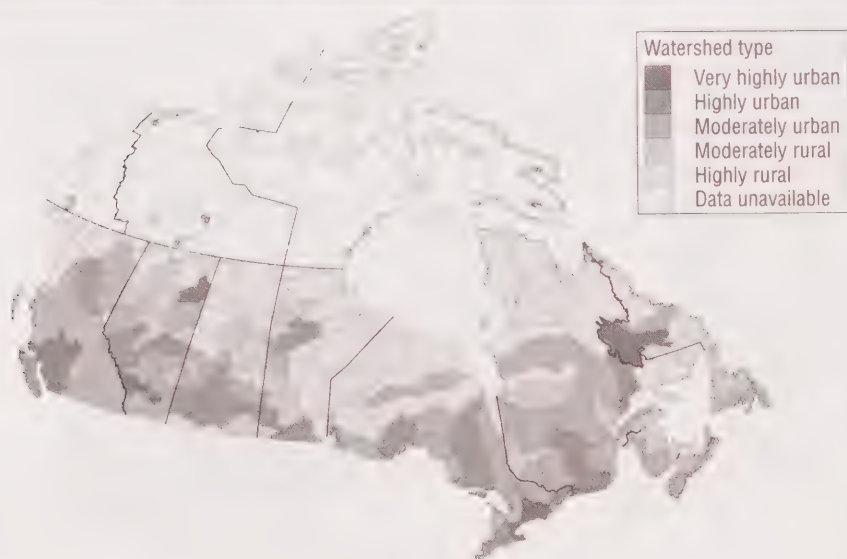 Watershed type
Very highly urban
Highly urban
Moderately urban
Moderately rural
Highly rural
Data unavailable